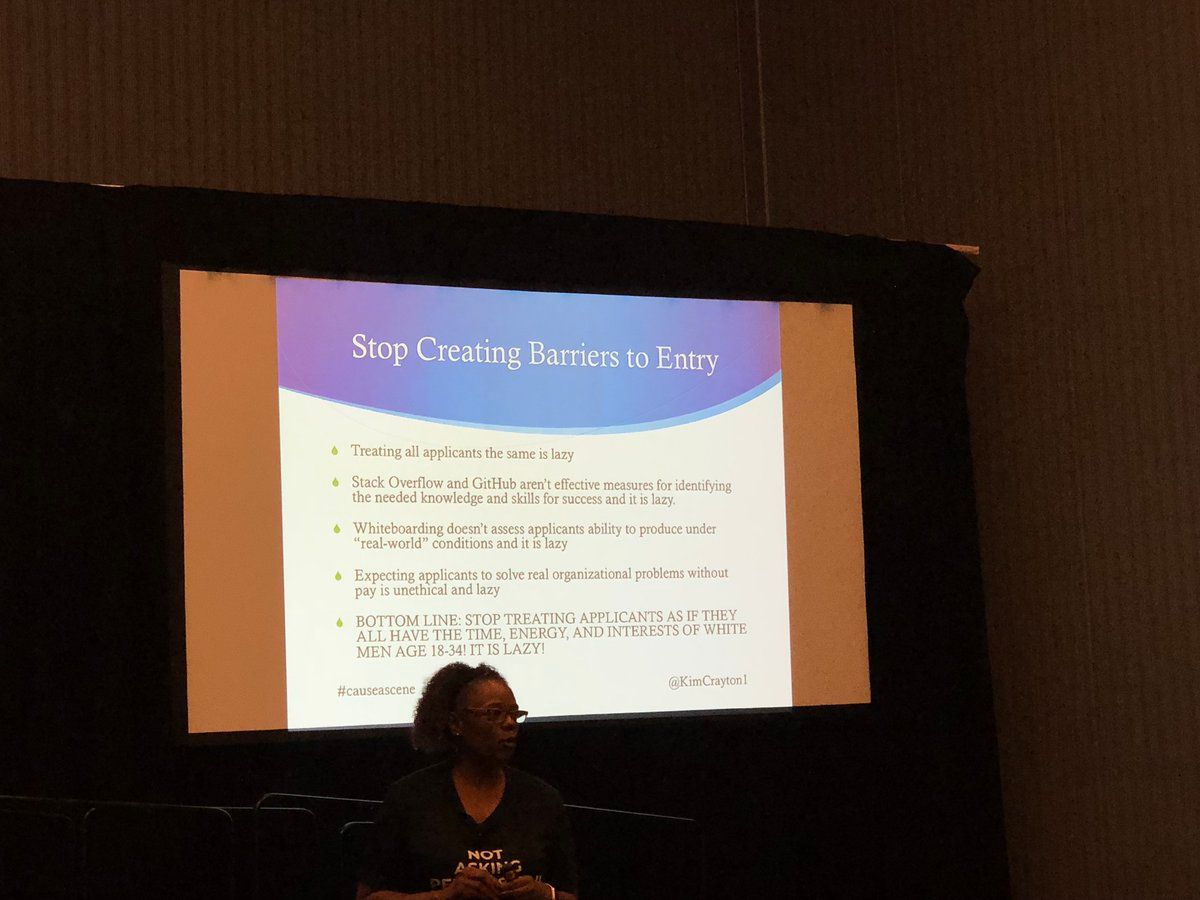 Stop Creating Barriers to Entry
Treating all applicants the same is lazy
Stack Overflow and GitHub aren't effective measures for identifying
the needed knowledge and skills for success and it is lazy.
Whiteboarding doesn't assess applicants ability to produce under
“real-world” conditions and it is lazy
Expecting applicants to solve real organizational problems without
pay is unethical and lazy
BOTTOM LINE: STOP TREATING APPLICANTS AS IF THEY
ALL HAVE THE TIME, ENERGY, AND INTERESTS OF WHITE
MEN AGE 18-34! IT IS LAZY!
#causeascene
@KimCrayton1
NOT
ASKING